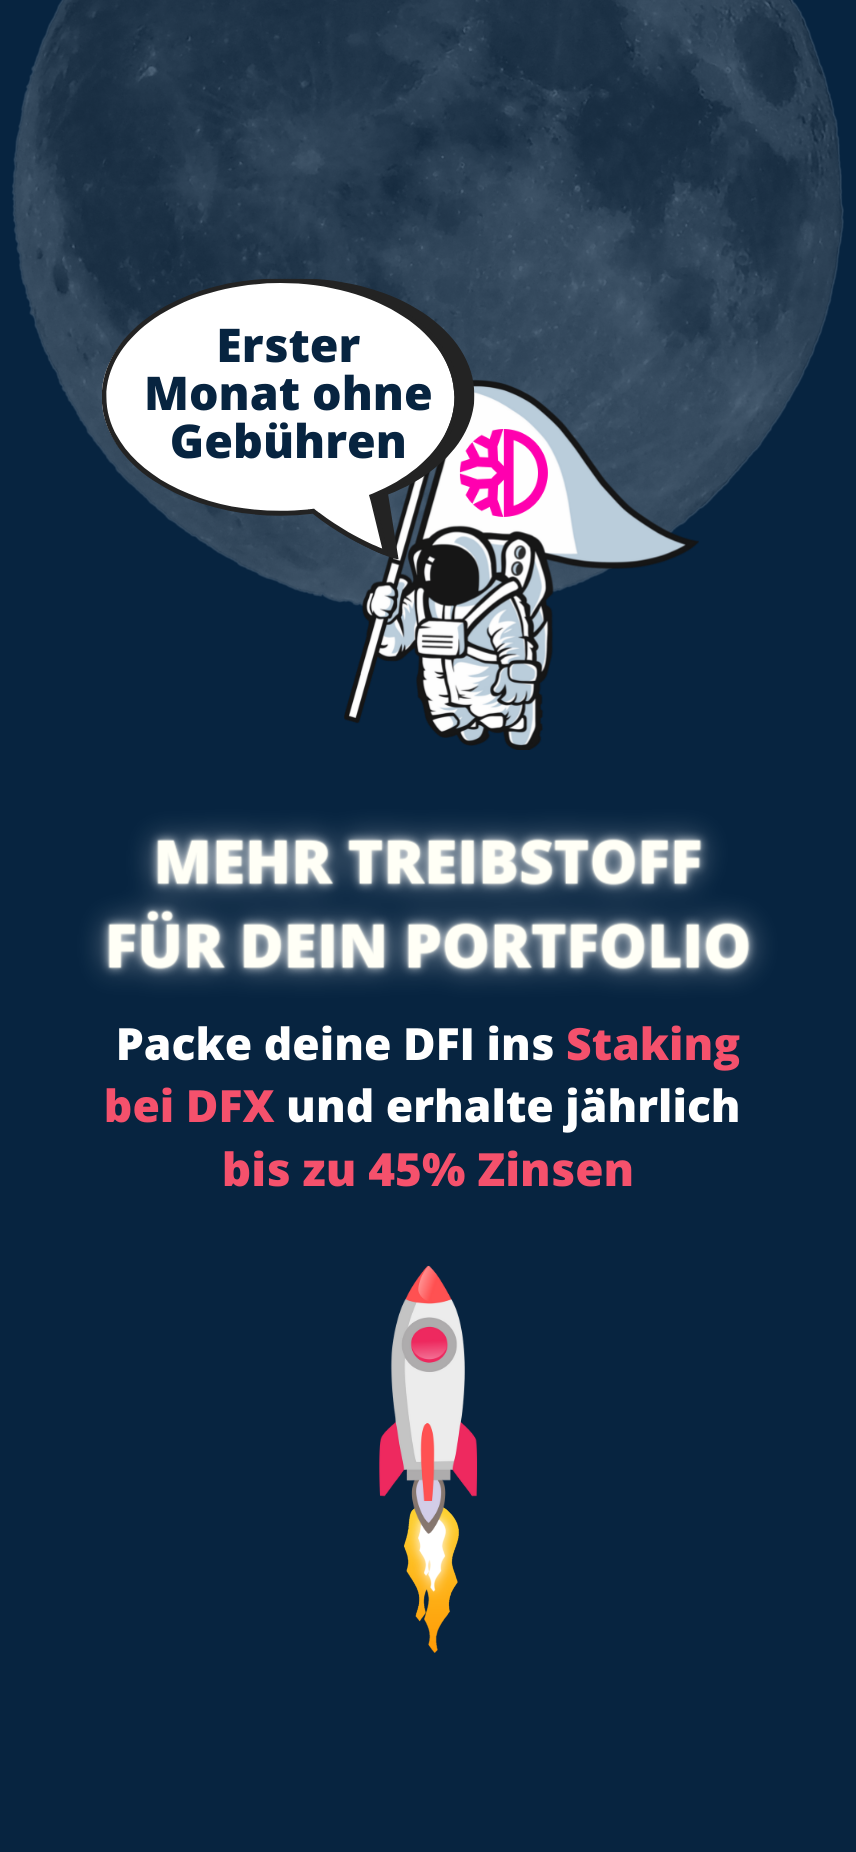 Erster
Monat ohne
Gebühren
MEHR TREIBSTOFF
FÜR DEIN PORTFOLIO
Packe deine DFI ins Staking
bei DFX und erhalte jährlich
bis zu 45% Zinsen